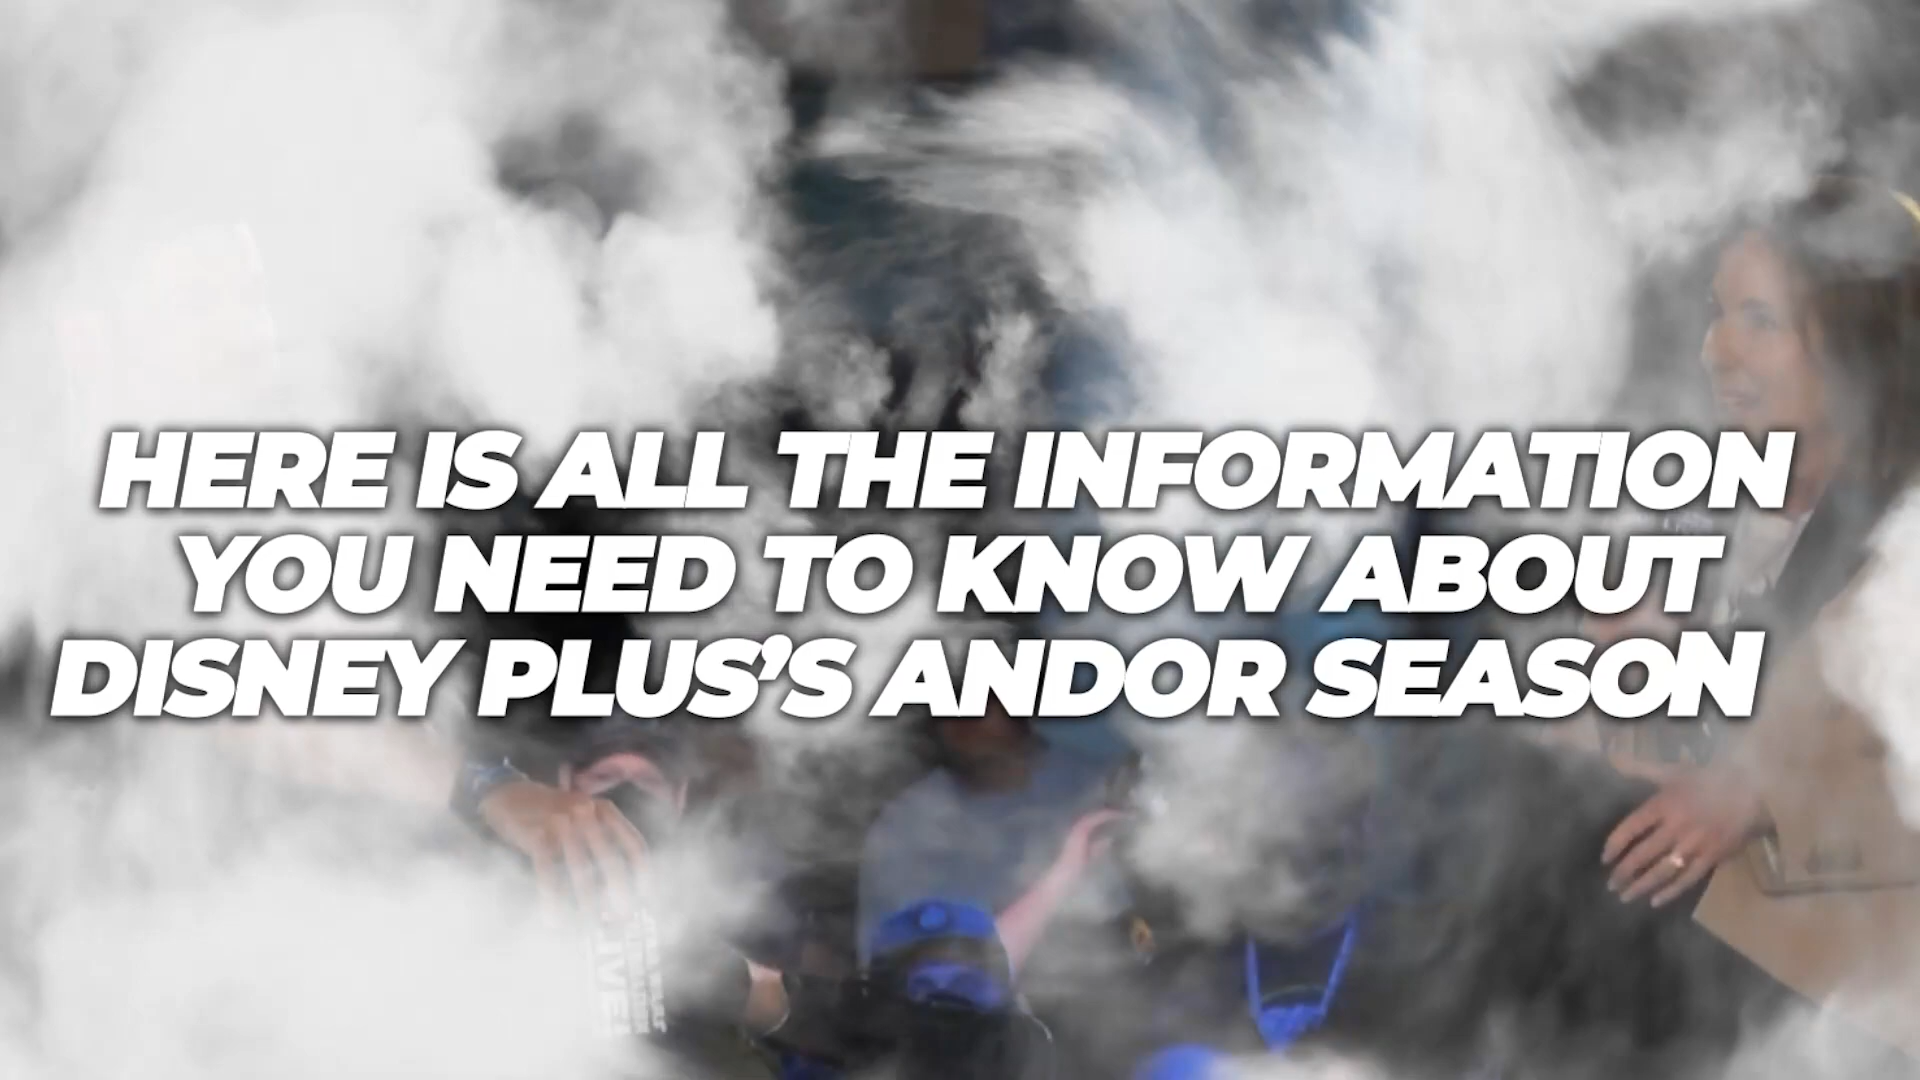 HERE IS ALL THE INFORMATION
YOU NEED TO KNOW ABOUT
DISNEY PLUS’S ANDOR SEASON